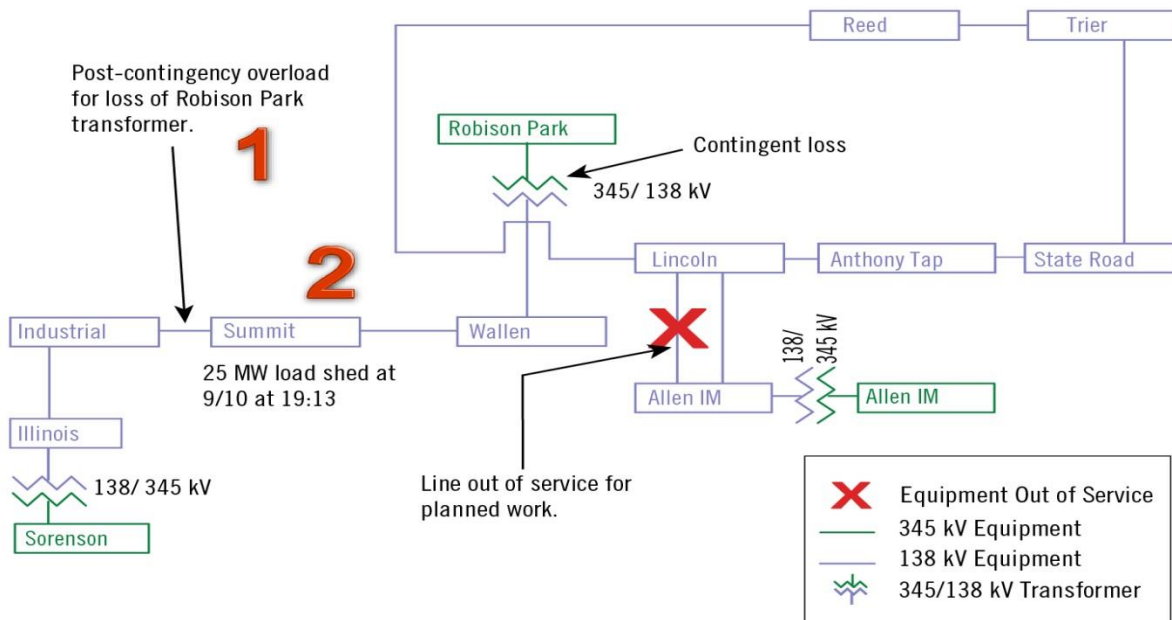 Reed
Trier
Post-contingency overload
for loss of Robison Park
transformer.
1
Robison Park
Contingent loss
345/ 138 kV
2
Lincoln
Anthony Tap
State Road
Industrial
Summit
Wallen
25 MW load shed at
9/10 at 19:13
138/
345 kV
Allen IM
Allen IM
Illinois
138/ 345 kV
Sorenson
Line out of service for
planned work.
Equipment Out of Service
345 kV Equipment
138 kV Equipment
345/138 kV Transformer